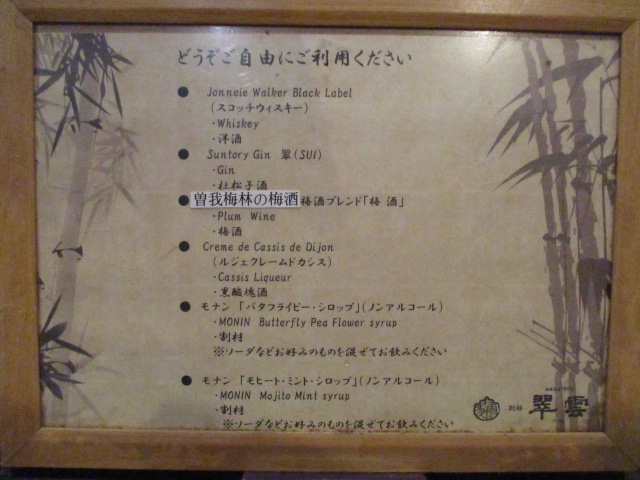 どうぞご自由にご利用ください
● Jonneie Walker Black Label
(スコッチウィスキー)
・Whiskey
・洋酒
● Suntory Gin 翠(SUI)
・Gin
・杜松子酒
● 曽我梅林の梅酒 梅酒ブレンド「梅酒」
・Plum Wine
・梅酒
● Creme de Cassis de Dijon
(ルジェクレームドカシス)
・Cassis Liqueur
・黒醋塊酒
● モナン「バタフライピー・シロップ」(ノンアルコール)
・MONIN Butterfly Pea Flower syrup
・割材
※ソーダなどお好みのものを混ぜてお飲みください
● モナン「モヒート・ミント・シロップ」(ノンアルコール)
・MONIN Mojito Mint syrup
・割材
※ソーダなどお好みのものを混ぜてお飲みください
翠雲